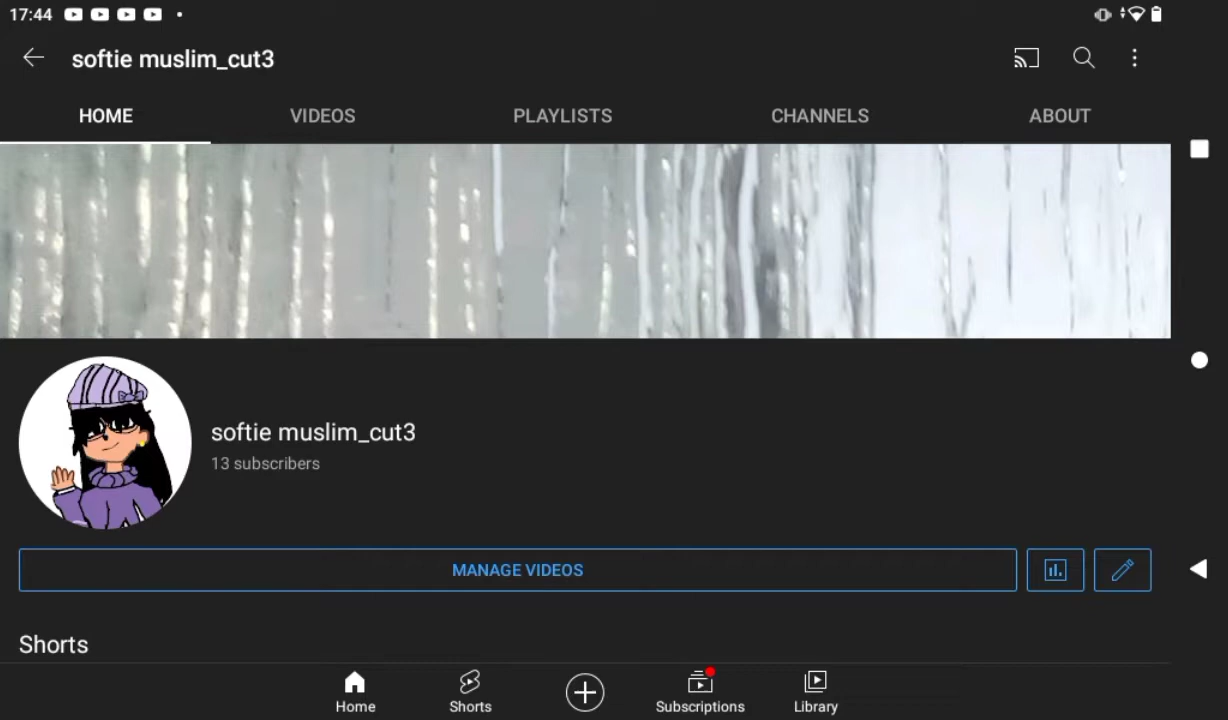 17:44
softie muslim_cut3
HOME VIDEOS PLAYLISTS CHANNELS ABOUT
softie muslim_cut3
13 subscribers
MANAGE VIDEOS
Shorts
Home Shorts Subscriptions Library